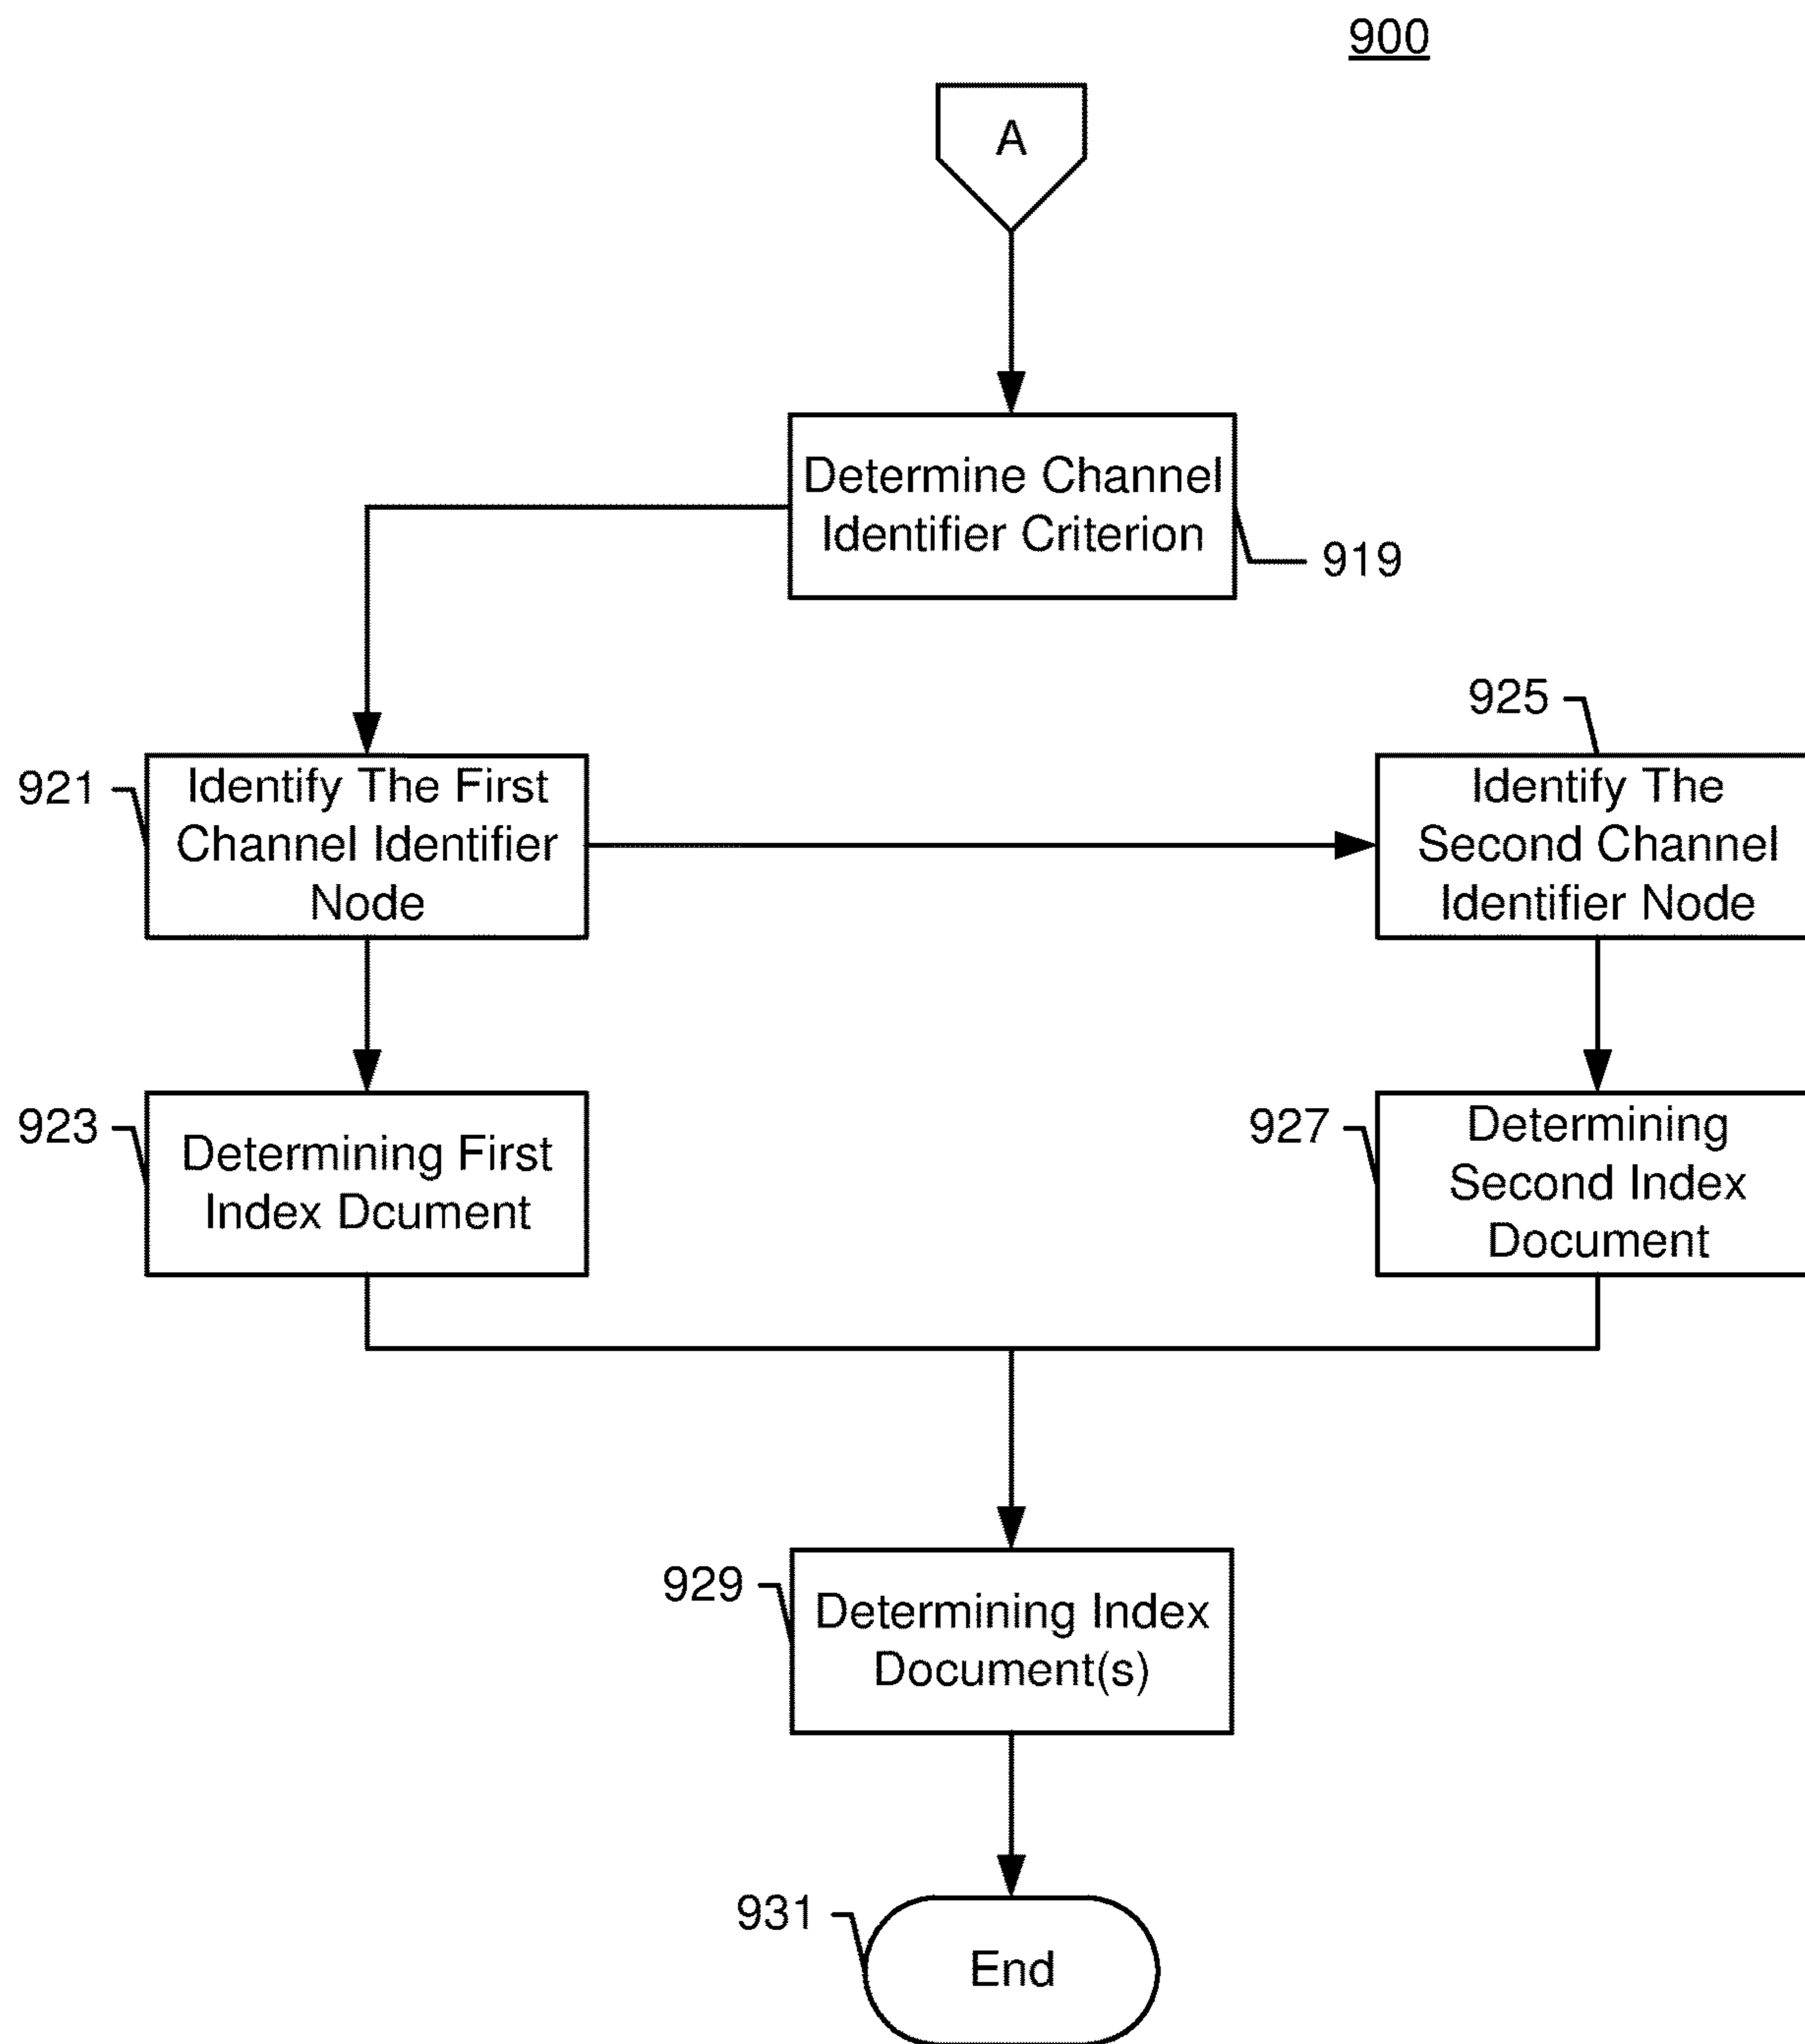 900
A
Determine Channel
Identifier Criterion
919
921
Identify The First
Channel Identifier
Node
925
Identify The
Second Channel
Identifier Node
923
Determining First
Index Dcument
927
Determining
Second Index
Document
929
Determining Index
Document(s)
931
End